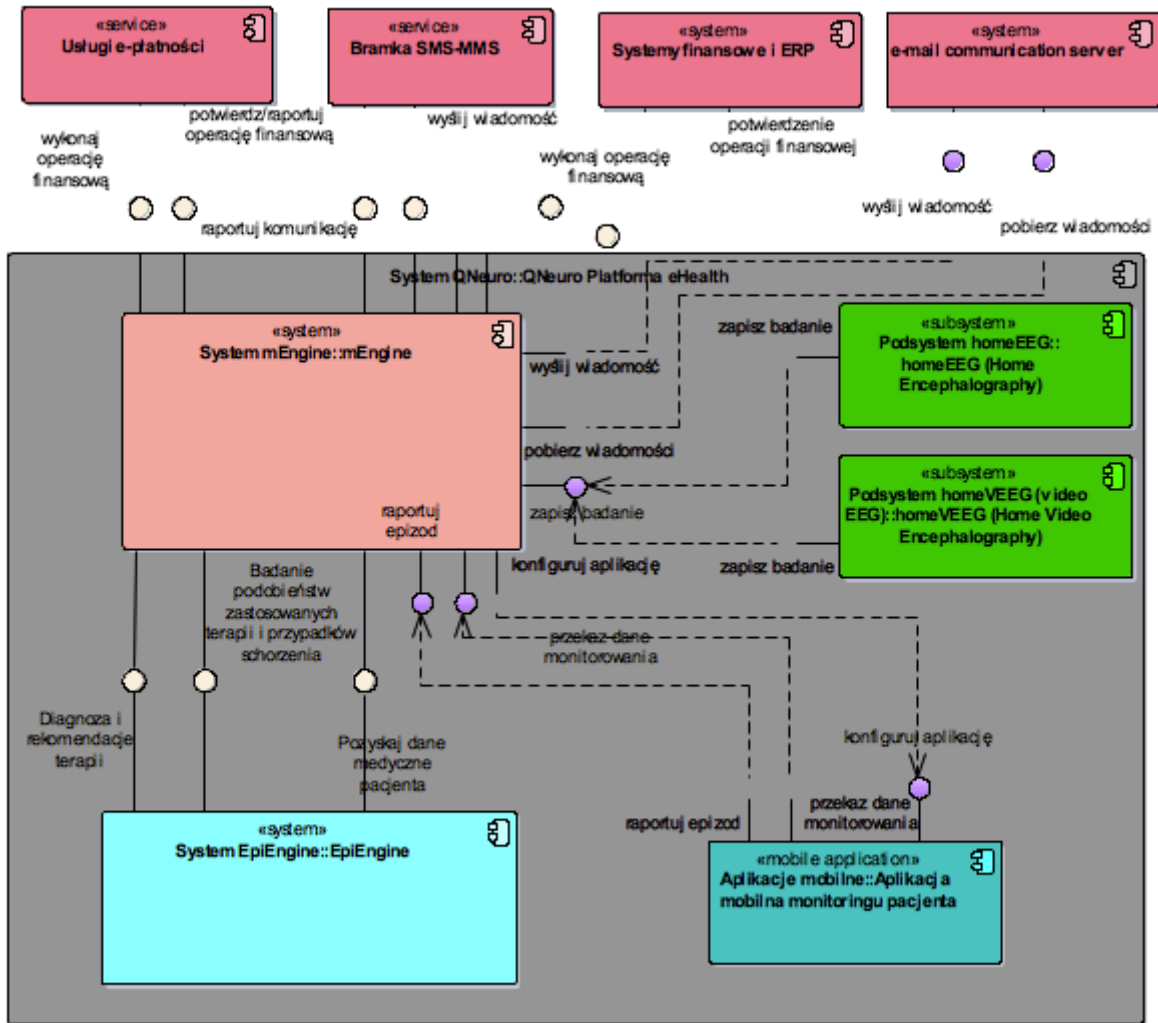 «service»
Usługi e-płatności
«service»
Bramka SMS-MMS
«system»
Systemy finansowe i ERP
«system»
e-mail communication server
wykonaj
operację
finansową
potwierdz/raportuj
operację finansową
wyślij wiadomość
raportuj komunikację
wykonaj operację
finansową
potwierdzenie
operacji finansowej
wyślij wiadomość
pobierz wiadomości
System QNeuro::QNeuro Platforma eHealth
«system»
System mEngine::mEngine
wyślij wiadomość
pobierz wiadomości
zapisz badanie
«subsystem»
Podsystem homeEEG::
homeEEG (Home
Encephalography)
«subsystem»
Podsystem homeVEEG (video
EEG)::homeVEEG (Home Video
Encephalography)
zapisz badanie
zapisz badanie
raportuj
epizod
konfiguruj aplikację
Badanie
podobieństw
zastosowanych
terapii i przypadków
schorzenia
przekaz dane
monitorowania
Diagnoza i
rekomendacje
terapii
Pozyskaj dane
medyczne
pacjenta
konfiguruj aplikację
raportuj epizod
przekaz dane
monitorowania
«system»
System EpiEngine::EpiEngine
«mobile application»
Aplikacje mobilne::Aplikacja
mobilna monitoringu pacjenta